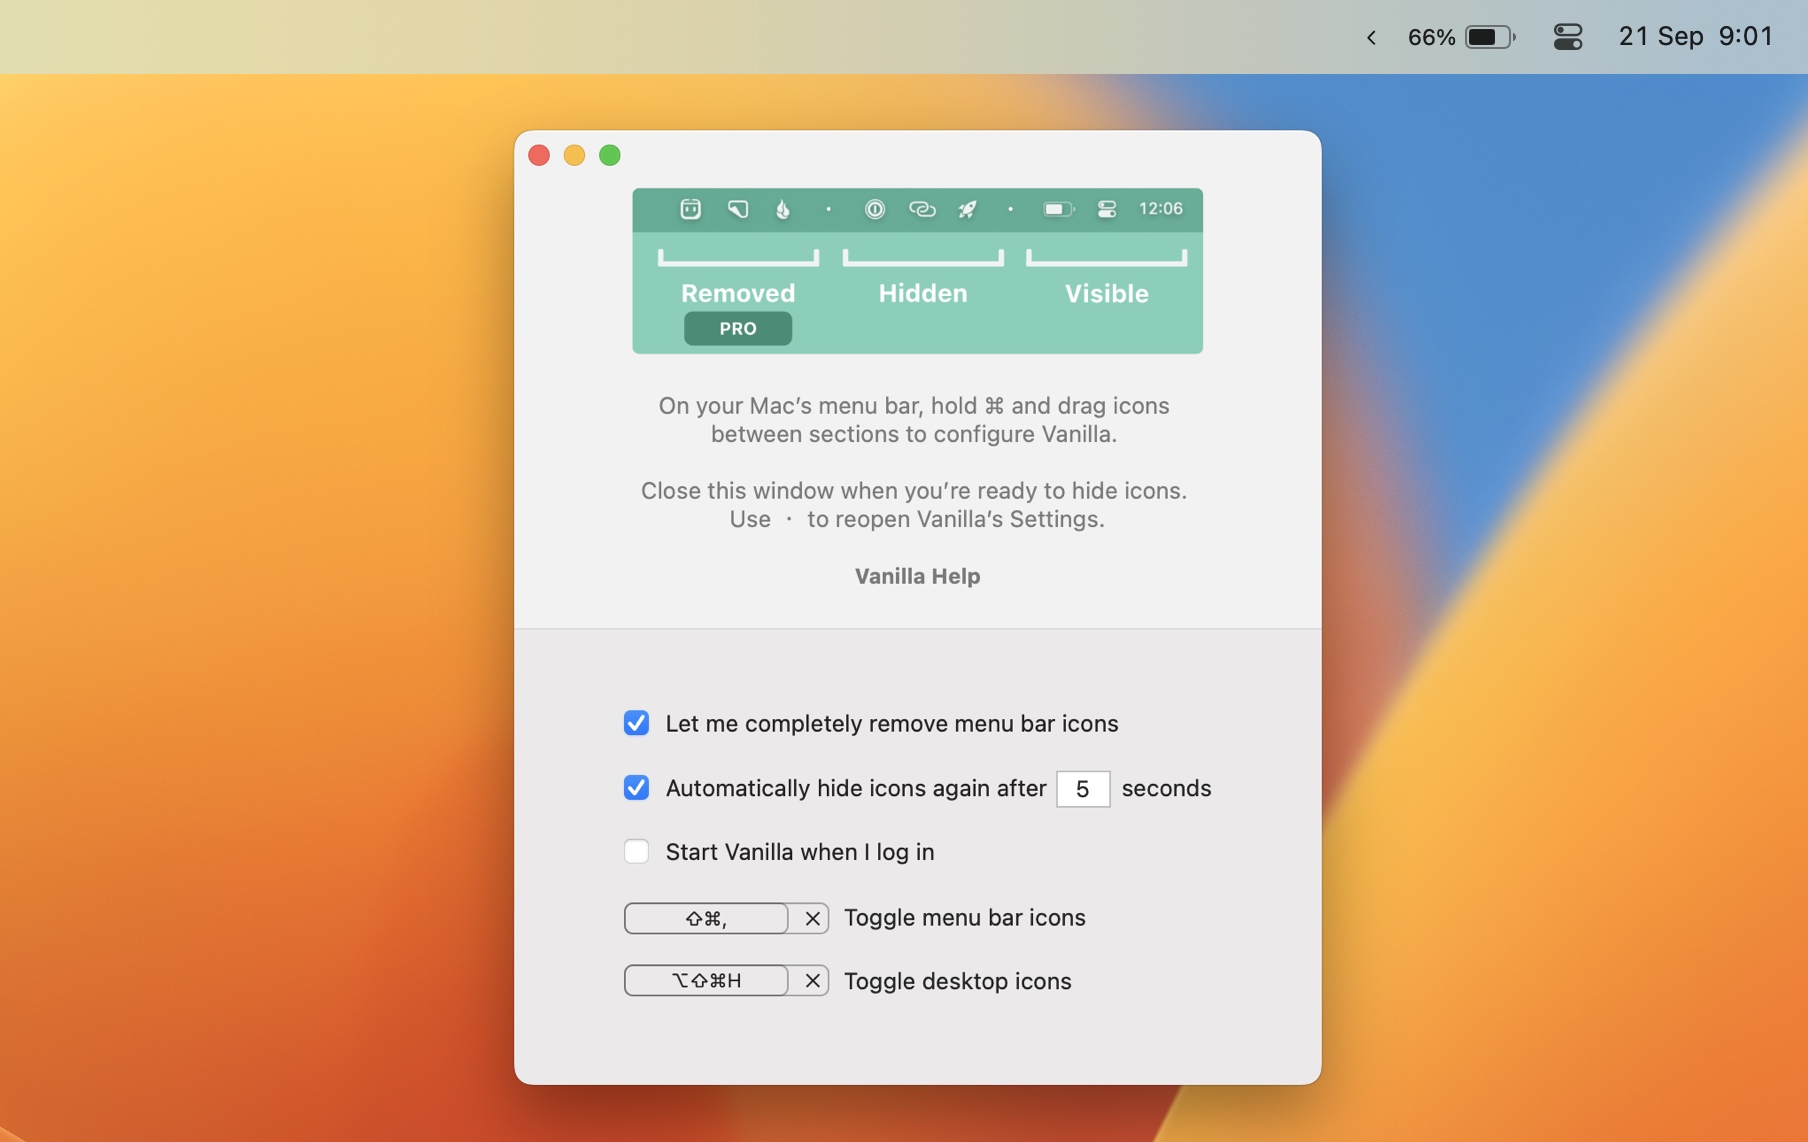 66% 21 Sep 9:01
12:06
Removed Hidden Visible
PRO
On your Mac’s menu bar, hold ⌘ and drag icons
between sections to configure Vanilla.
Close this window when you’re ready to hide icons.
Use · to reopen Vanilla’s Settings.
Vanilla Help
Let me completely remove menu bar icons
Automatically hide icons again after 5 seconds
Start Vanilla when I log in
⇧⌘, Toggle menu bar icons
⌥⇧⌘H Toggle desktop icons